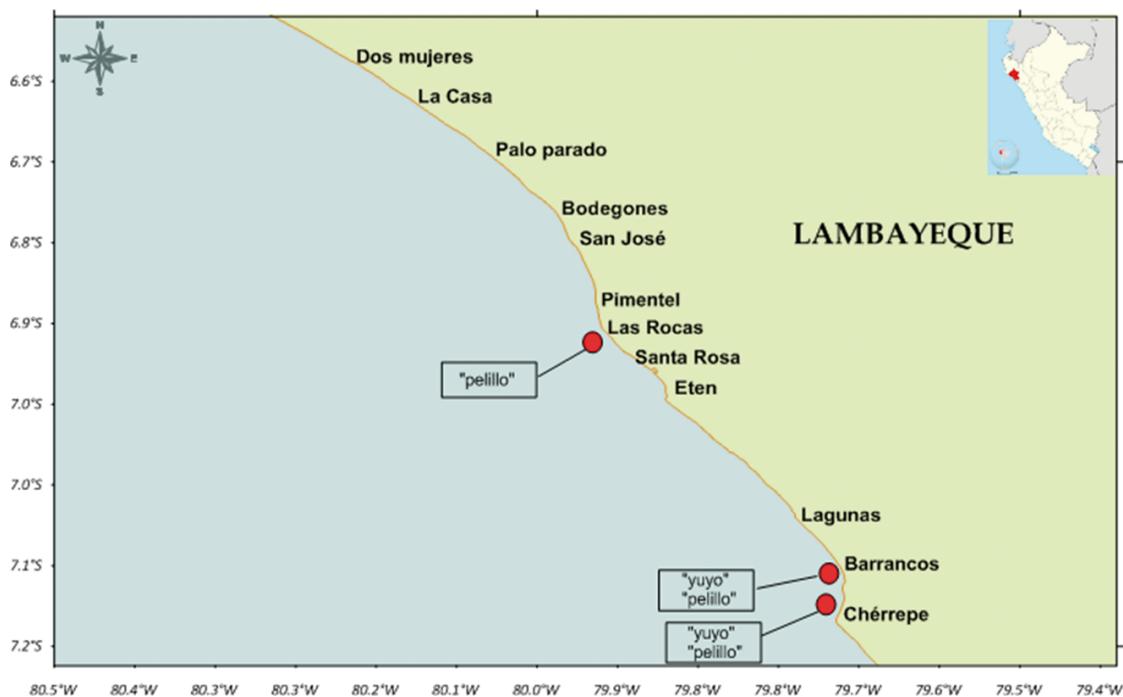 N
W E
S
Dos mujeres
6.6°S
La Casa
Palo parado
6.7°S
Bodegones
San José
LAMBAYEQUE
6.8°S
Pimentel
6.9°S
Las Rocas
Santa Rosa
"pelillo"
Eten
7.0°S
7.0°S
Lagunas
Barrancos
7.1°S
"yuyo"
"pelillo"
Chérrepe
"yuyo"
"pelillo"
7.2°S
80.5°W 80.4°W 80.3°W 80.2°W 80.2°W 80.1°W 80.0°W 79.9°W 79.8°W 79.8°W 79.7°W 79.6°W 79.5°W 79.4°W